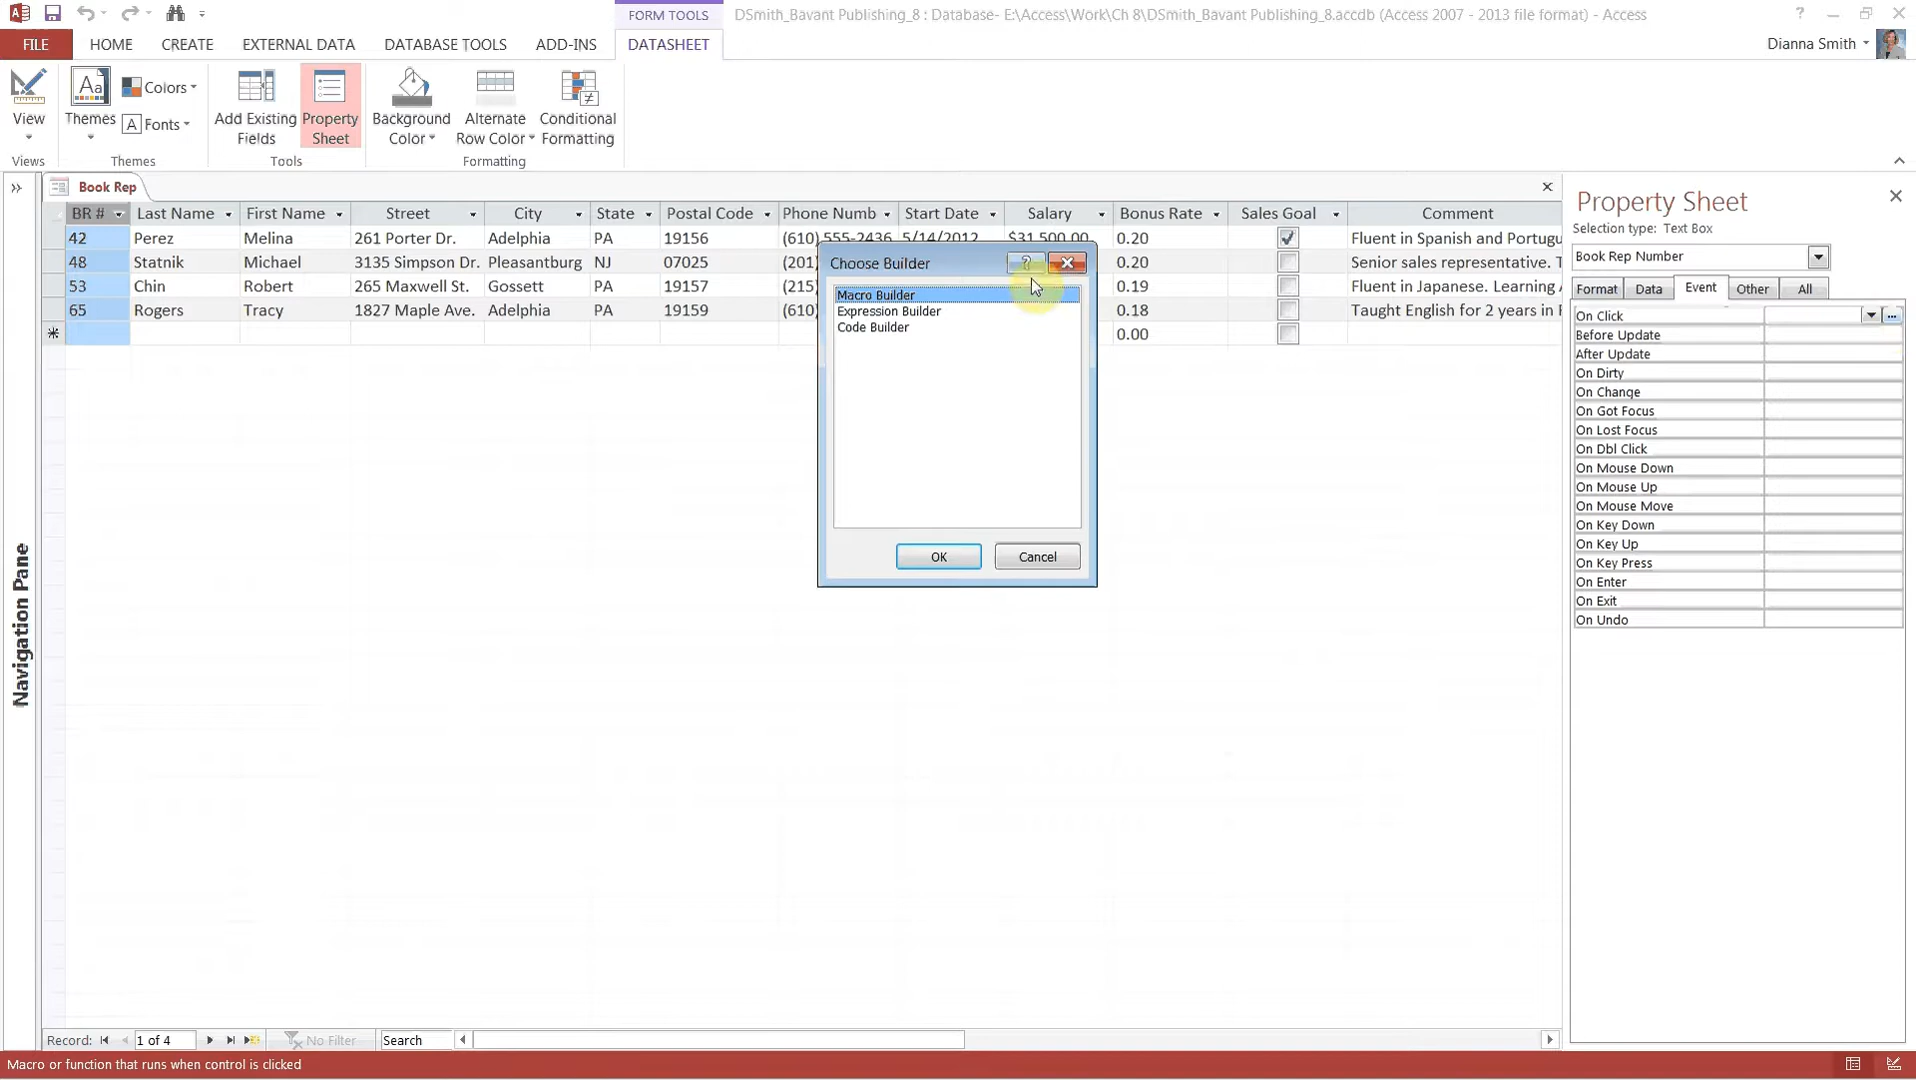 FORM TOOLS
DSmith_Bavant Publishing_8 : Database- E:\Access\Work\Ch 8\DSmith_Bavant Publishing_8.accdb (Access 2007 - 2013 file format) - Access
?
FILE HOME CREATE EXTERNAL DATA DATABASE TOOLS ADD-INS DATASHEET
Dianna Smith
View
Aa
Themes
Colors
A Fonts
Add Existing Fields
Property Sheet
Background Color
Alternate Row Color
Conditional Formatting
Views Themes Tools Formatting
Book Rep
BR # Last Name First Name Street City State Postal Code Phone Numb Start Date Salary Bonus Rate Sales Goal Comment
42 Perez Melina 261 Porter Dr. Adelphia PA 19156 (610) 555-2436 5/14/2012 $31,500.00 0.20 Fluent in Spanish and Portugu
48 Statnik Michael 3135 Simpson Dr. Pleasantburg NJ 07025 (201) 0.20 Senior sales representative. T
53 Chin Robert 265 Maxwell St. Gossett PA 19157 (215) 0.19 Fluent in Japanese. Learning A
65 Rogers Tracy 1827 Maple Ave. Adelphia PA 19159 (610) 0.18 Taught English for 2 years in
0.00
Choose Builder
?
Macro Builder
Expression Builder
Code Builder
OK Cancel
Property Sheet
Selection type: Text Box
Book Rep Number
Format Data Event Other All
On Click
Before Update
After Update
On Dirty
On Change
On Got Focus
On Lost Focus
On Dbl Click
On Mouse Down
On Mouse Up
On Mouse Move
On Key Down
On Key Up
On Key Press
On Enter
On Exit
On Undo
Navigation Pane
Record: 1 of 4 No Filter Search
Macro or function that runs when control is clicked